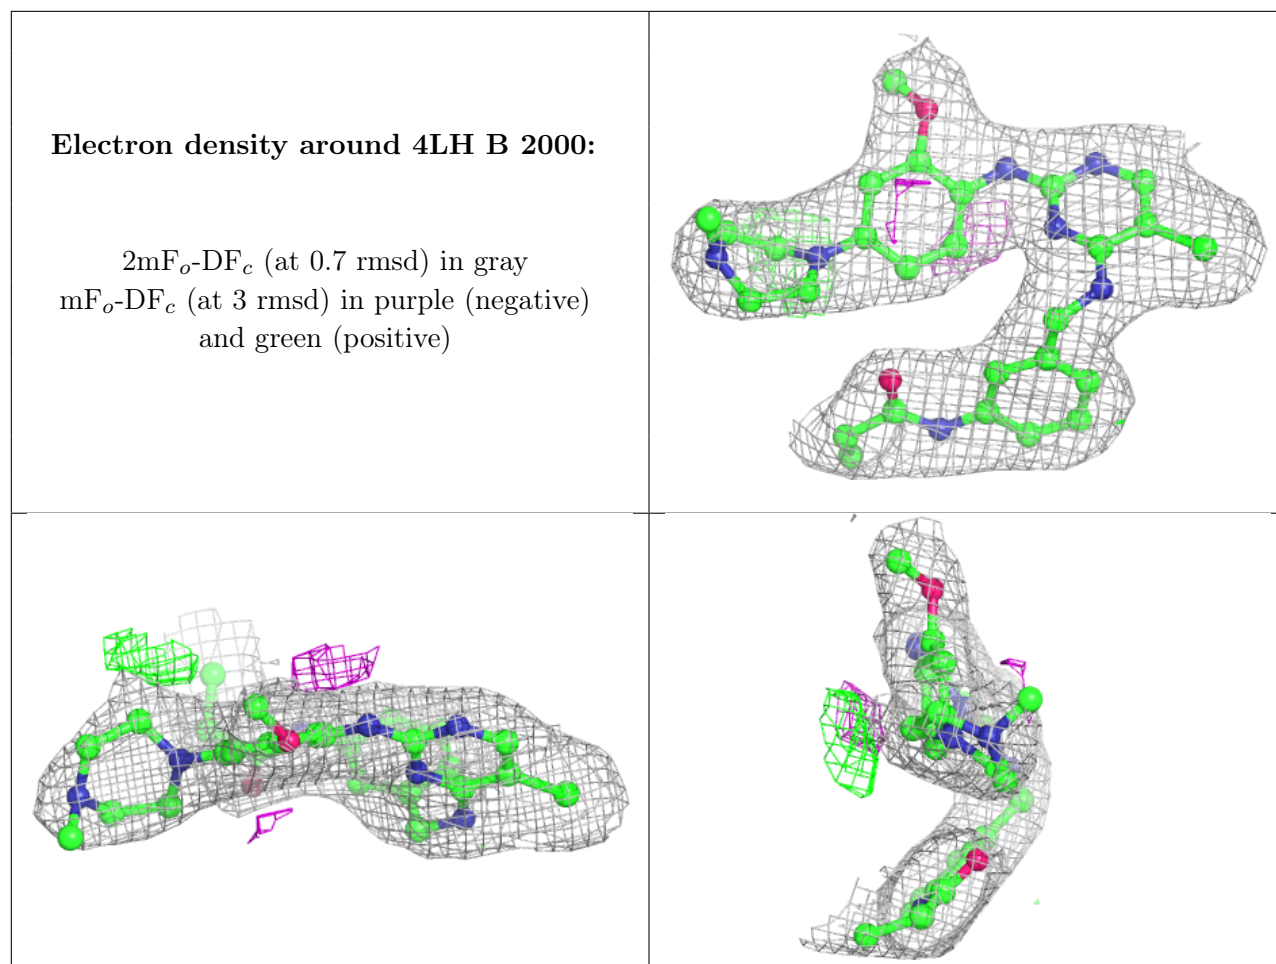 Electron density around 4LH B 2000:
2mFo-DFc (at 0.7 rmsd) in gray
mFo-DFc (at 3 rmsd) in purple (negative)
and green (positive)